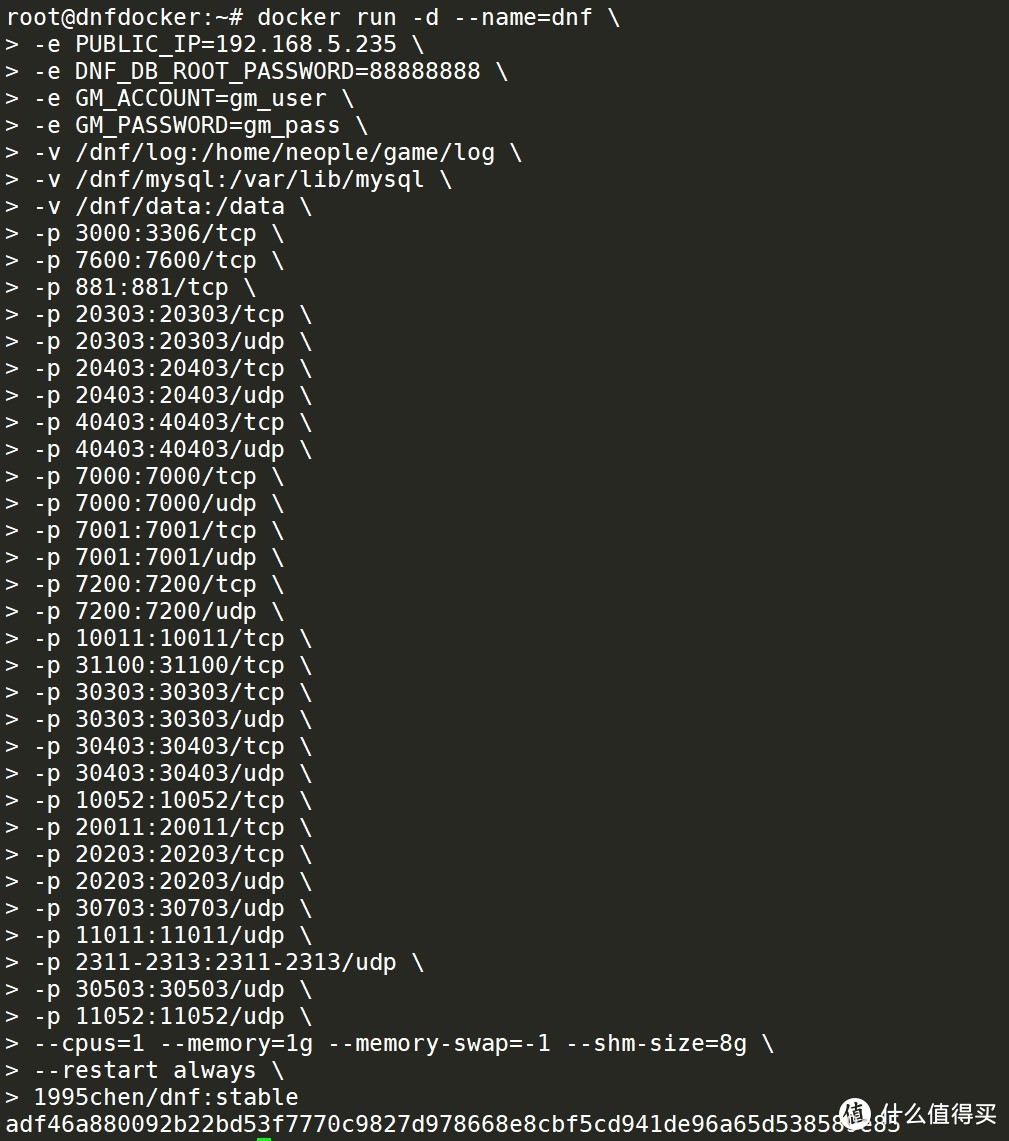 root@dnfdocker:~# docker run -d --name=dnf \
> -e PUBLIC_IP=192.168.5.235 \
> -e DNF_DB_ROOT_PASSWORD=88888888 \
> -e GM_ACCOUNT=gm_user \
> -e GM_PASSWORD=gm_pass \
> -v /dnf/log:/home/neople/game/log \
> -v /dnf/mysql:/var/lib/mysql \
> -v /dnf/data:/data \
> -p 3000:3306/tcp \
> -p 7600:7600/tcp \
> -p 881:881/tcp \
> -p 20303:20303/tcp \
> -p 20303:20303/udp \
> -p 20403:20403/tcp \
> -p 20403:20403/udp \
> -p 40403:40403/tcp \
> -p 40403:40403/udp \
> -p 7000:7000/tcp \
> -p 7000:7000/udp \
> -p 7001:7001/tcp \
> -p 7001:7001/udp \
> -p 7200:7200/tcp \
> -p 7200:7200/udp \
> -p 10011:10011/tcp \
> -p 31100:31100/tcp \
> -p 30303:30303/tcp \
> -p 30303:30303/udp \
> -p 30403:30403/tcp \
> -p 30403:30403/udp \
> -p 10052:10052/tcp \
> -p 20011:20011/tcp \
> -p 20203:20203/tcp \
> -p 20203:20203/udp \
> -p 30703:30703/udp \
> -p 11011:11011/udp \
> -p 2311-2313:2311-2313/udp \
> -p 30503:30503/udp \
> -p 11052:11052/udp \
> --cpus=1 --memory=1g --memory-swap=-1 --shm-size=8g \
> --restart always \
> 1995chen/dnf:stable
值 什么值得买